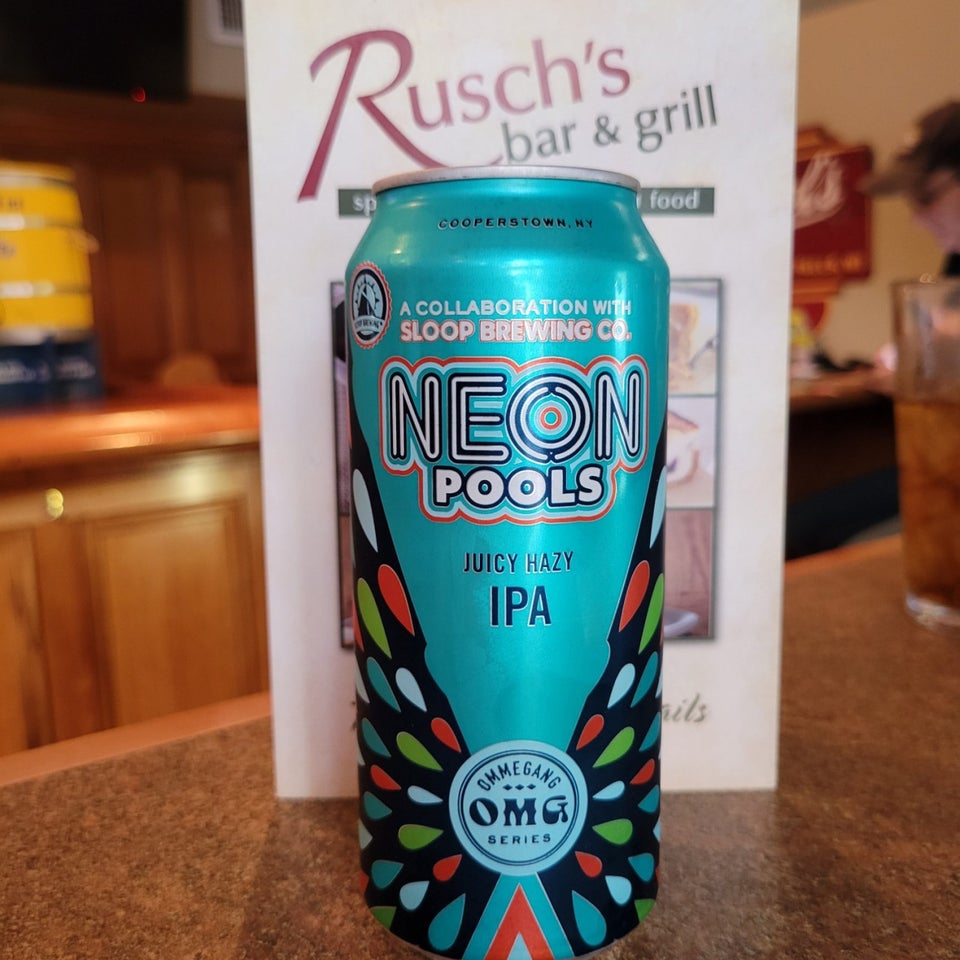 Rusch's
bar & grill
food
COOPERSTOWN, NY
A COLLABORATION WITH
SLOOP BREWING CO.
NEON
POOLS
JUICY HAZY
IPA
OMMEGANG
OMG
SERIES